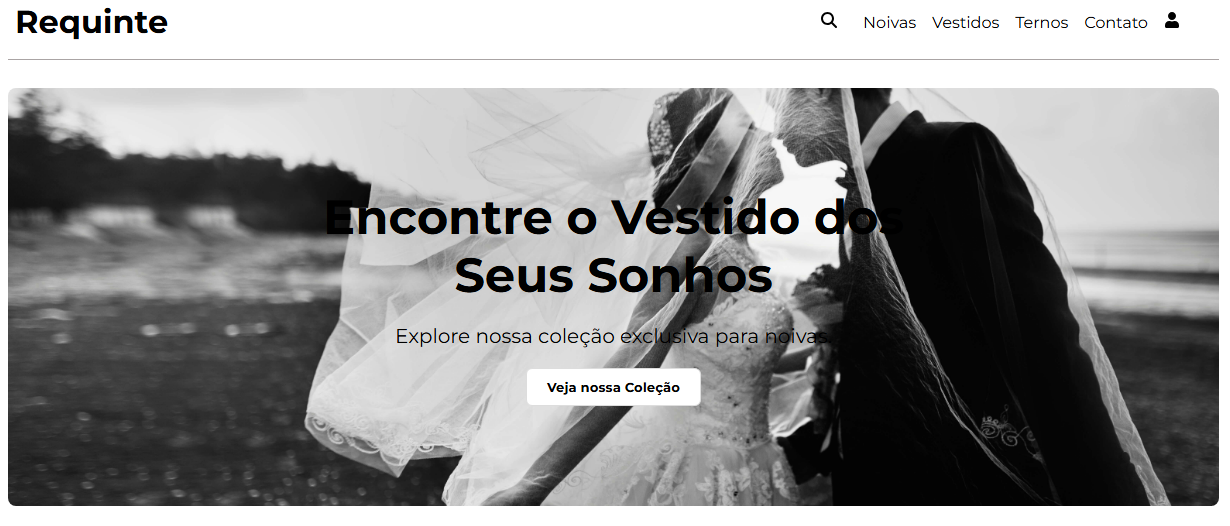 Requinte
Noivas Vestidos Ternos Contato
Encontre o Vestido dos
Seus Sonhos
Explore nossa coleção exclusiva para noivas.
Veja nossa Coleção